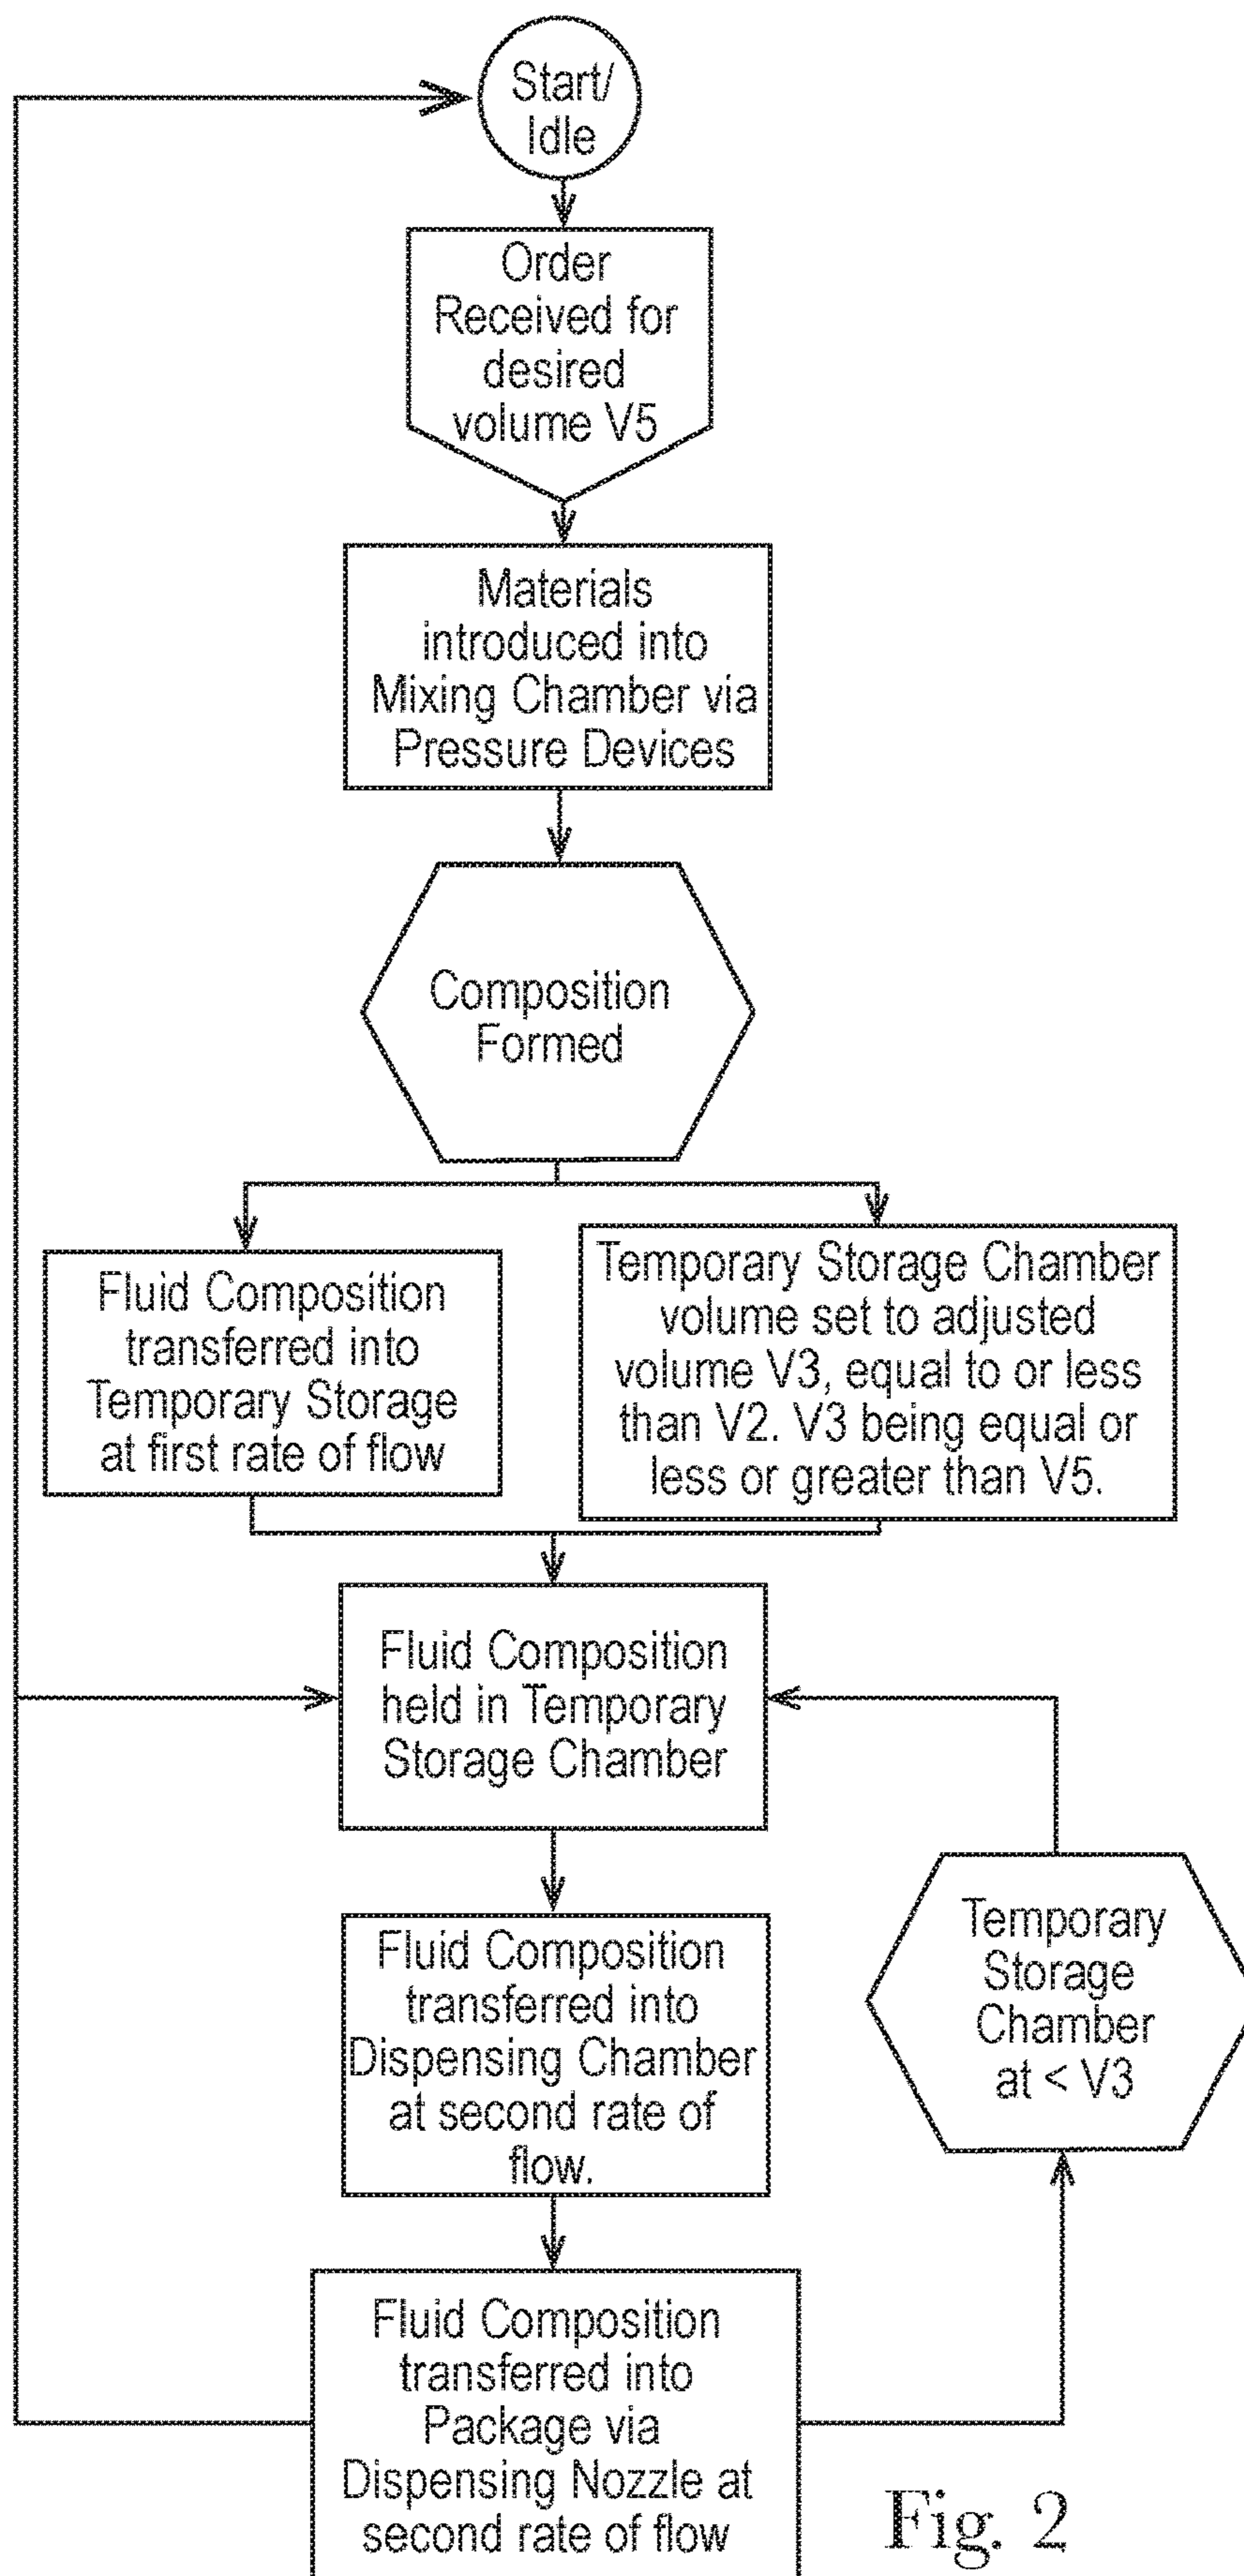 Start/
Idle
Order
Received for
desired
volume V5
Materials
introduced into
Mixing Chamber via
Pressure Devices
Composition
Formed
Fluid Composition
transferred into
Temporary Storage
at first rate of flow
Temporary Storage Chamber
volume set to adjusted
volume V3, equal to or less
than V2. V3 being equal or
less or greater than V5.
Fluid Composition
held in Temporary
Storage Chamber
Temporary
Storage
Chamber
at < V3
Fluid Composition
transferred into
Dispensing Chamber
at second rate of
flow.
Fluid Composition
transferred into
Package via
Dispensing Nozzle at
second rate of flow
Fig. 2